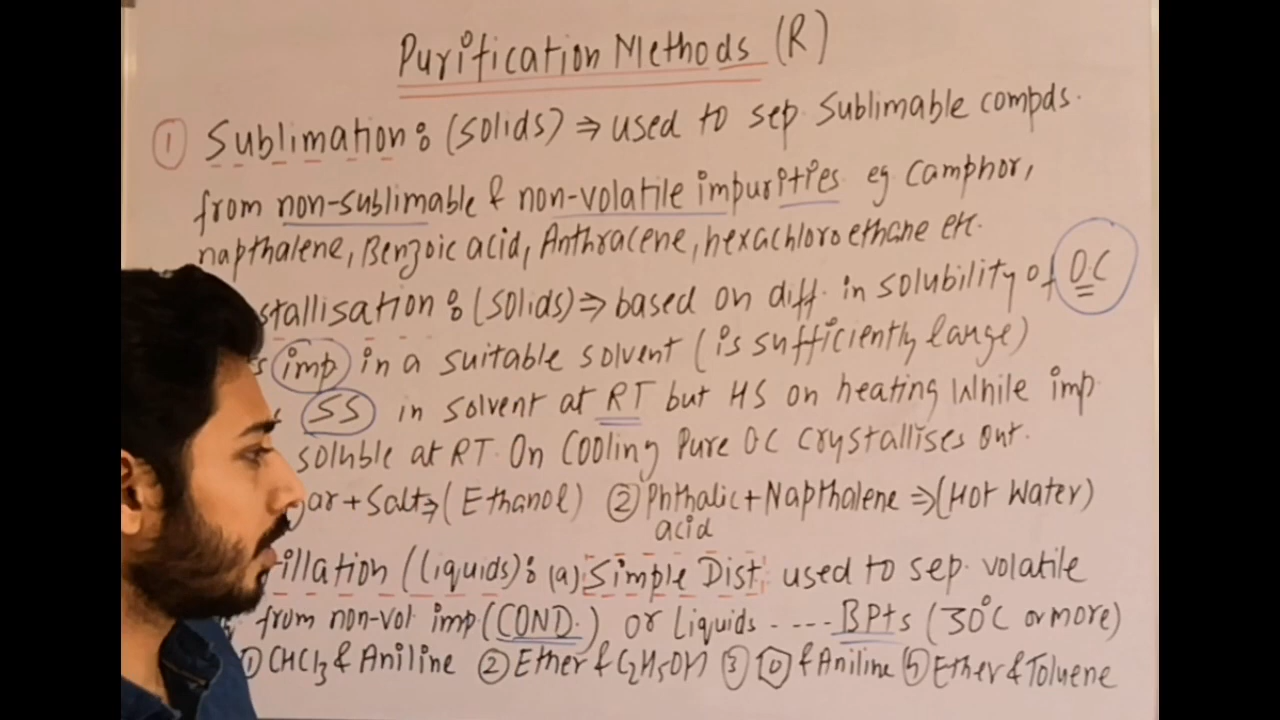 Purification Methods (R)
① Sublimation: (solids) ⇒ used to sep. sublimable compds.
from non-sublimable & non-volatile impurities eg camphor,
napthalene, Benzoic acid, Anthracene, hexachloroethane etc.
stallisation: (solids) ⇒ based on diff. in solubility of O.C
imp in a suitable solvent (is sufficiently large)
SS in solvent at RT but HS on heating While imp
soluble at RT. On Cooling Pure OC crystallises out.
ar + Salt ⇒ (Ethanol) ② Phthalic + Napthalene ⇒ (Hot Water)
acid
illation (liquids): (a) Simple Dist. used to sep. volatile
from non-vol. imp (COND.) or liquids ---- BPts (30°C or more)
① CHCl₃ & Aniline ② Ether & C₂H₅OH ③ & Aniline Ether & Toluene